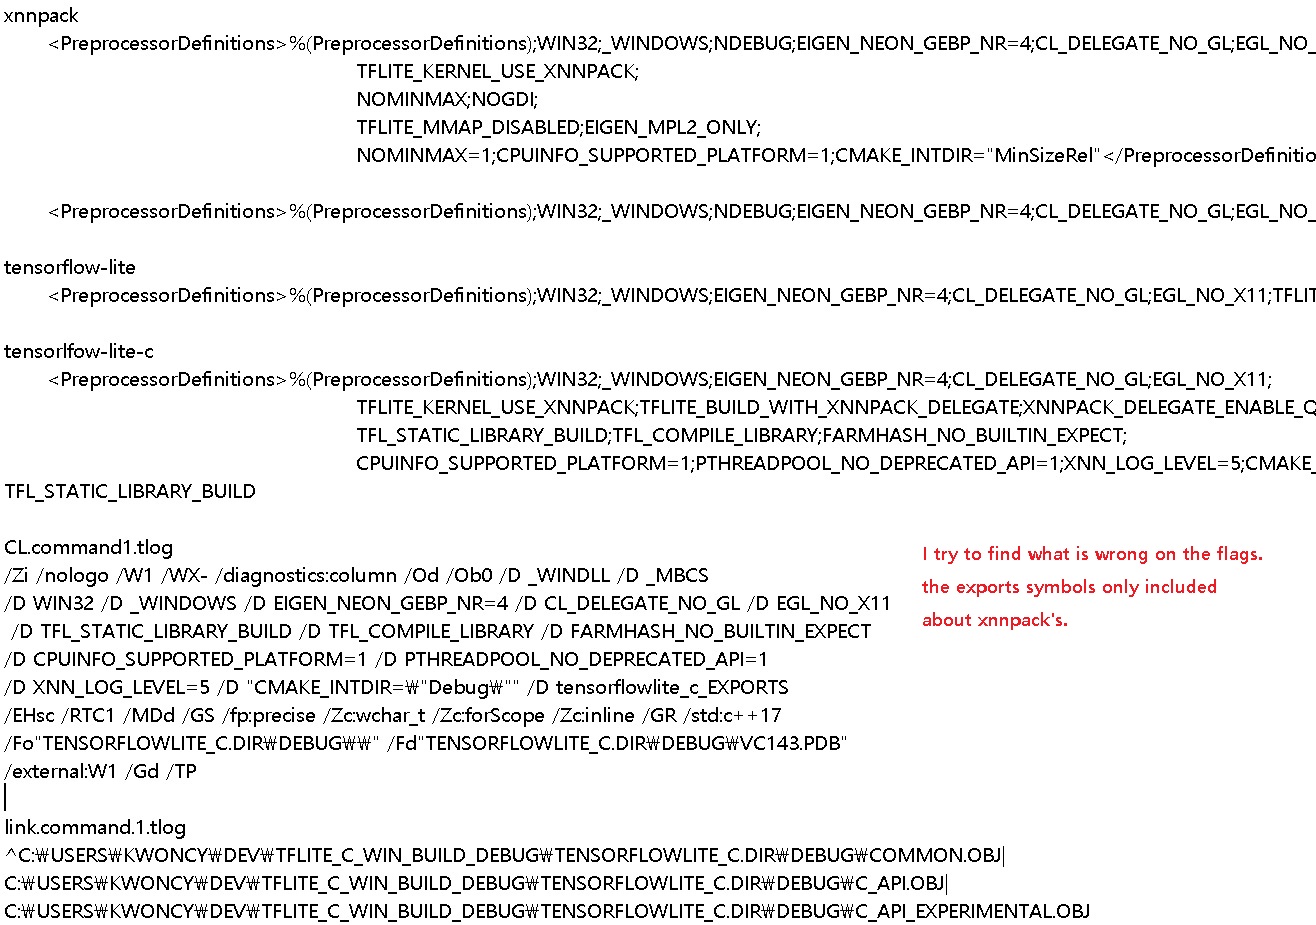 xnnpack
<PreprocessorDefinitions>%(PreprocessorDefinitions);WIN32;_WINDOWS;NDEBUG;EIGEN_NEON_GEBP_NR=4;CL_DELEGATE_NO_GL;EGL_NO_
TFLITE_KERNEL_USE_XNNPACK;
NOMINMAX;NOGDI;
TFLITE_MMAP_DISABLED;EIGEN_MPL2_ONLY;
NOMINMAX=1;CPUINFO_SUPPORTED_PLATFORM=1;CMAKE_INTDIR="MinSizeRel"</PreprocessorDefinitio
<PreprocessorDefinitions>%(PreprocessorDefinitions);WIN32;_WINDOWS;NDEBUG;EIGEN_NEON_GEBP_NR=4;CL_DELEGATE_NO_GL;EGL_NO_
tensorflow-lite
<PreprocessorDefinitions>%(PreprocessorDefinitions);WIN32;_WINDOWS;EIGEN_NEON_GEBP_NR=4;CL_DELEGATE_NO_GL;EGL_NO_X11;TFLIT
tensorlfow-lite-c
<PreprocessorDefinitions>%(PreprocessorDefinitions);WIN32;_WINDOWS;EIGEN_NEON_GEBP_NR=4;CL_DELEGATE_NO_GL;EGL_NO_X11;
TFLITE_KERNEL_USE_XNNPACK;TFLITE_BUILD_WITH_XNNPACK_DELEGATE;XNNPACK_DELEGATE_ENABLE_Q
TFL_STATIC_LIBRARY_BUILD;TFL_COMPILE_LIBRARY;FARMHASH_NO_BUILTIN_EXPECT;
CPUINFO_SUPPORTED_PLATFORM=1;PTHREADPOOL_NO_DEPRECATED_API=1;XNN_LOG_LEVEL=5;CMAKE_
TFL_STATIC_LIBRARY_BUILD
CL.command1.tlog
/Zi /nologo /W1 /WX- /diagnostics:column /Od /Ob0 /D _WINDLL /D _MBCS
/D WIN32 /D _WINDOWS /D EIGEN_NEON_GEBP_NR=4 /D CL_DELEGATE_NO_GL /D EGL_NO_X11
/D TFL_STATIC_LIBRARY_BUILD /D TFL_COMPILE_LIBRARY /D FARMHASH_NO_BUILTIN_EXPECT
/D CPUINFO_SUPPORTED_PLATFORM=1 /D PTHREADPOOL_NO_DEPRECATED_API=1
/D XNN_LOG_LEVEL=5 /D "CMAKE_INTDIR=₩"Debug₩"" /D tensorflowlite_c_EXPORTS
/EHsc /RTC1 /MDd /GS /fp:precise /Zc:wchar_t /Zc:forScope /Zc:inline /GR /std:c++17
/Fo"TENSORFLOWLITE_C.DIR₩DEBUG₩₩" /Fd"TENSORFLOWLITE_C.DIR₩DEBUG₩VC143.PDB"
/external:W1 /Gd /TP
I try to find what is wrong on the flags.
the exports symbols only included
about xnnpack's.
link.command.1.tlog
^C:₩USERS₩KWONCY₩DEV₩TFLITE_C_WIN_BUILD_DEBUG₩TENSORFLOWLITE_C.DIR₩DEBUG₩COMMON.OBJ|
C:₩USERS₩KWONCY₩DEV₩TFLITE_C_WIN_BUILD_DEBUG₩TENSORFLOWLITE_C.DIR₩DEBUG₩C_API.OBJ|
C:₩USERS₩KWONCY₩DEV₩TFLITE_C_WIN_BUILD_DEBUG₩TENSORFLOWLITE_C.DIR₩DEBUG₩C_API_EXPERIMENTAL.OBJ